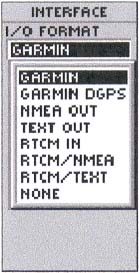 INTERFACE
I/O FORMAT
GARMIN
GARMIN
GARMIN DGPS
NMEA OUT
TEXT OUT
RTCM IN
RTCM/NMEA
RTCM/TEXT
NONE